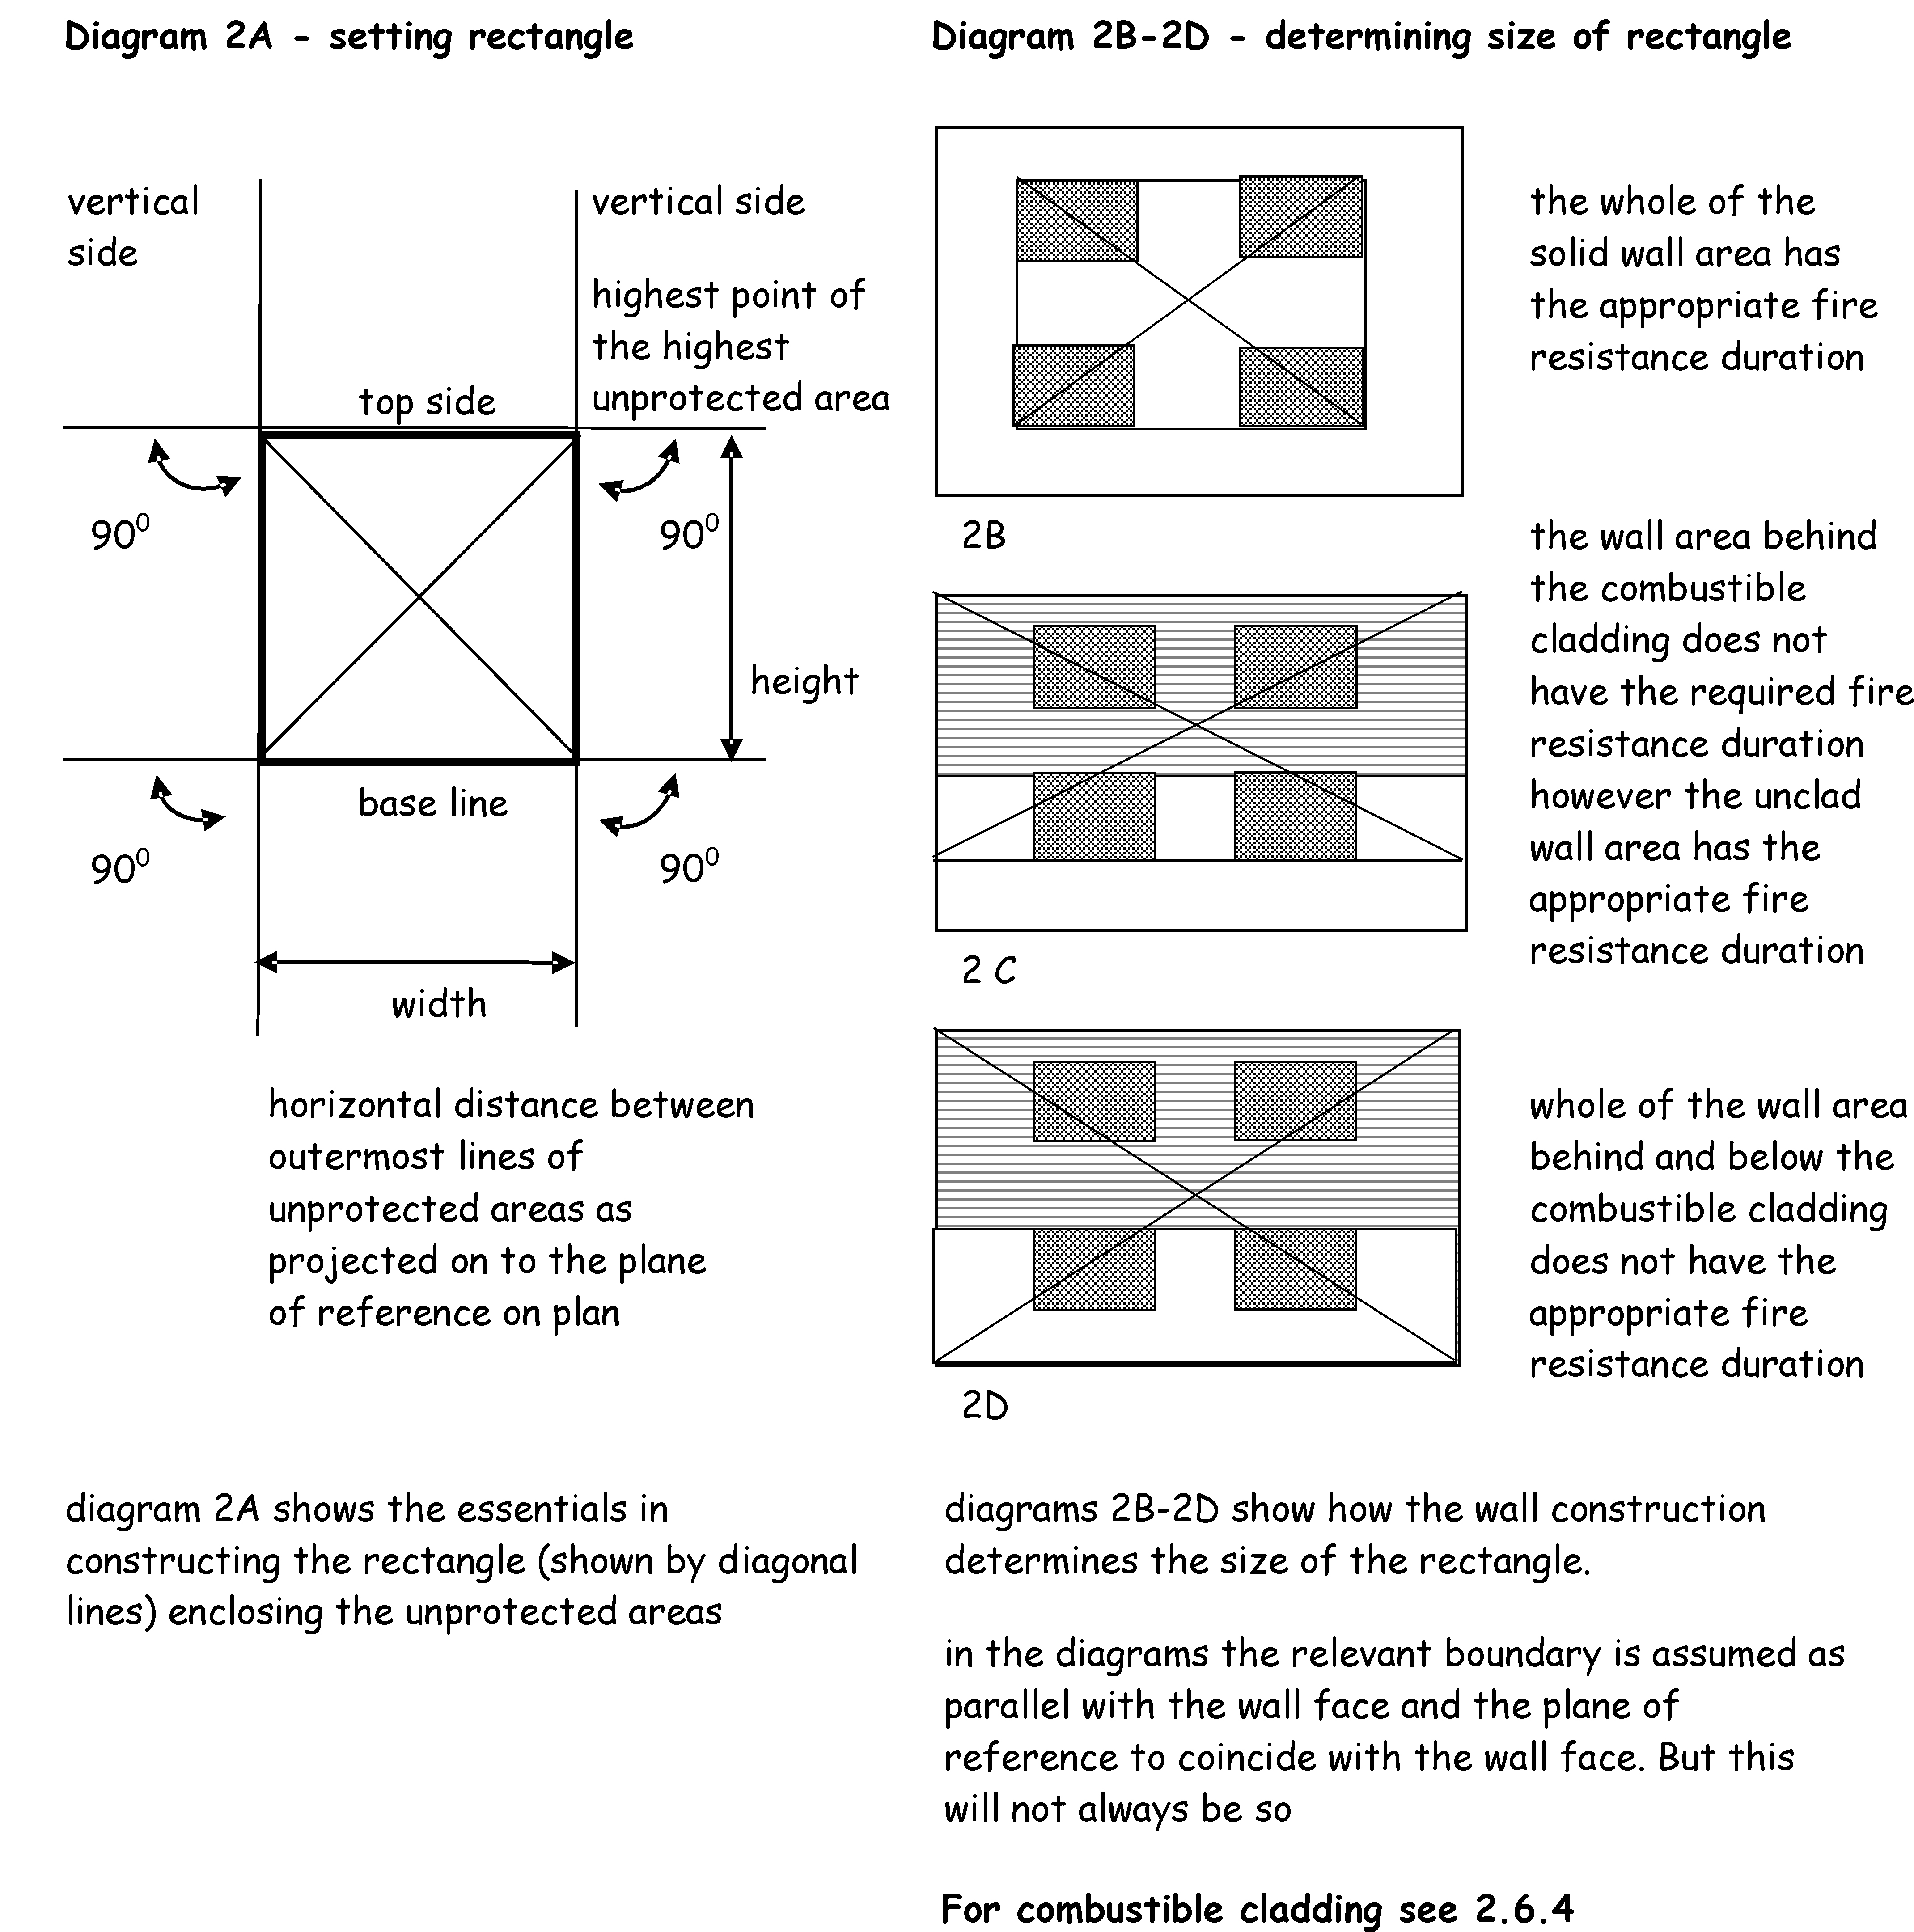 Diagram 2A - setting rectangle
vertical
side
vertical side
highest point of
the highest
unprotected area
top side
90⁰
90⁰
height
base line
90⁰
90⁰
width
horizontal distance between
outermost lines of
unprotected areas as
projected on to the plane
of reference on plan
diagram 2A shows the essentials in
constructing the rectangle (shown by diagonal
lines) enclosing the unprotected areas
Diagram 2B-2D - determining size of rectangle
the whole of the
solid wall area has
the appropriate fire
resistance duration
2B
the wall area behind
the combustible
cladding does not
have the required fire
resistance duration
however the unclad
wall area has the
appropriate fire
resistance duration
2 C
whole of the wall area
behind and below the
combustible cladding
does not have the
appropriate fire
resistance duration
2D
diagrams 2B-2D show how the wall construction
determines the size of the rectangle.
in the diagrams the relevant boundary is assumed as
parallel with the wall face and the plane of
reference to coincide with the wall face. But this
will not always be so
For combustible cladding see 2.6.4